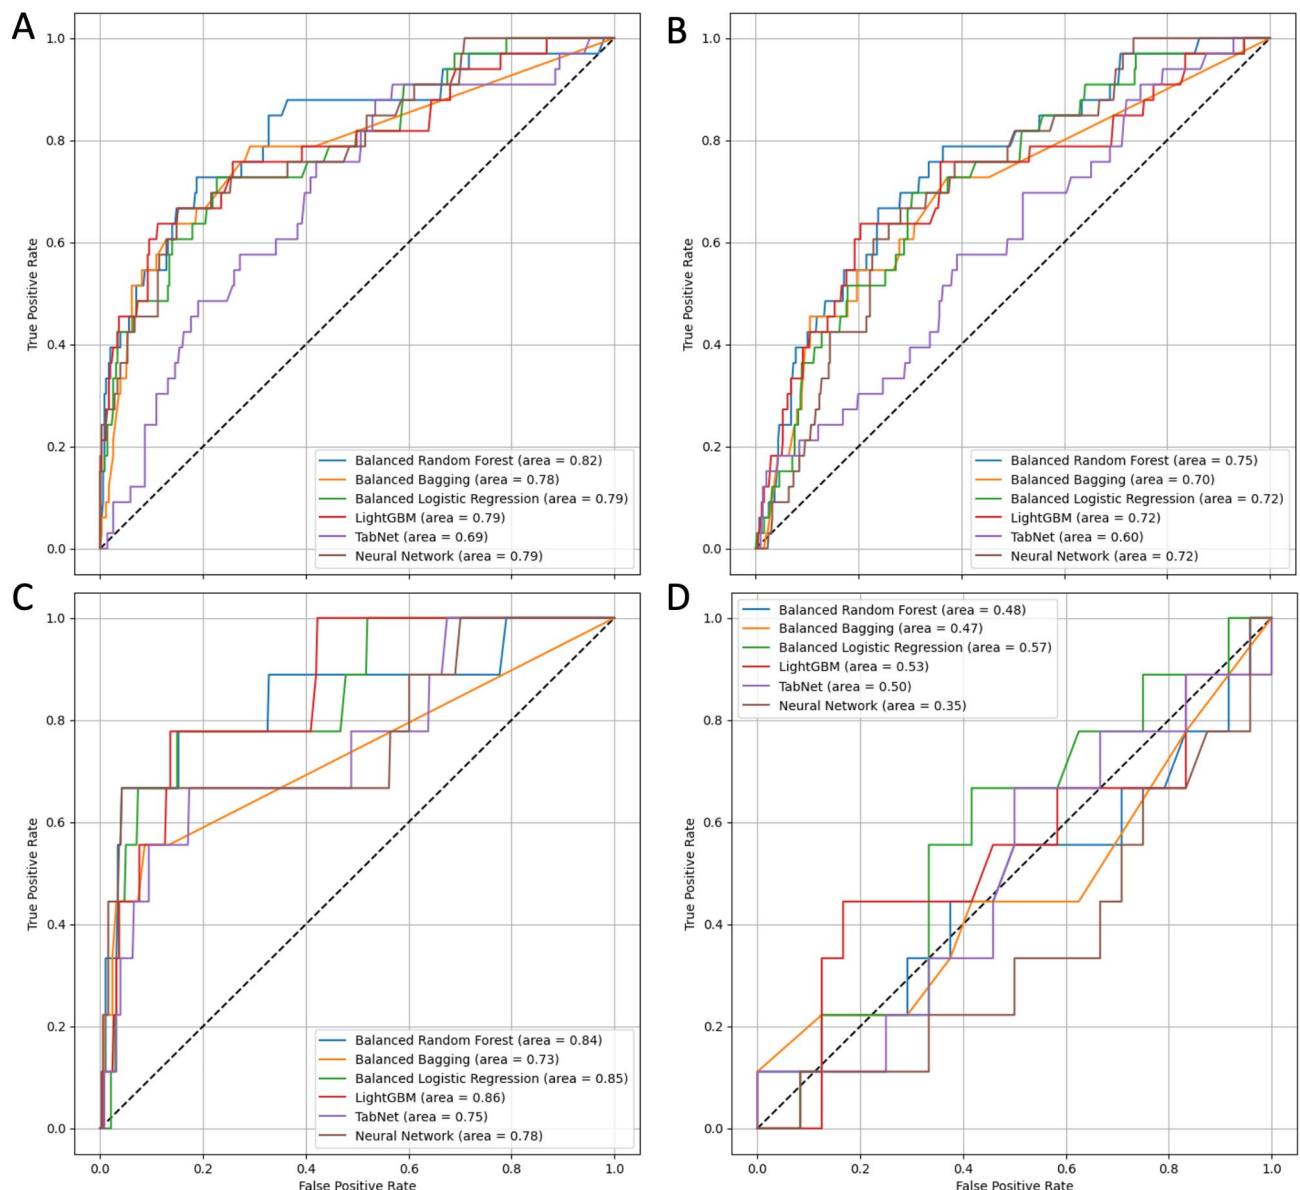 A
1.0
0.8
0.6
0.4
0.2
0.0
True Positive Rate
Balanced Random Forest (area = 0.82)
Balanced Bagging (area = 0.78)
Balanced Logistic Regression (area = 0.79)
LightGBM (area = 0.79)
TabNet (area = 0.69)
Neural Network (area = 0.79)
B
1.0
0.8
0.6
0.4
0.2
0.0
True Positive Rate
Balanced Random Forest (area = 0.75)
Balanced Bagging (area = 0.70)
Balanced Logistic Regression (area = 0.72)
LightGBM (area = 0.72)
TabNet (area = 0.60)
Neural Network (area = 0.72)
C
1.0
0.8
0.6
0.4
0.2
0.0
True Positive Rate
Balanced Random Forest (area = 0.84)
Balanced Bagging (area = 0.73)
Balanced Logistic Regression (area = 0.85)
LightGBM (area = 0.86)
TabNet (area = 0.75)
Neural Network (area = 0.78)
0.0 0.2 0.4 0.6 0.8 1.0
False Positive Rate
D
Balanced Random Forest (area = 0.48)
Balanced Bagging (area = 0.47)
Balanced Logistic Regression (area = 0.57)
LightGBM (area = 0.53)
TabNet (area = 0.50)
Neural Network (area = 0.35)
1.0
0.8
0.6
0.4
0.2
0.0
True Positive Rate
0.0 0.2 0.4 0.6 0.8 1.0
False Positive Rate